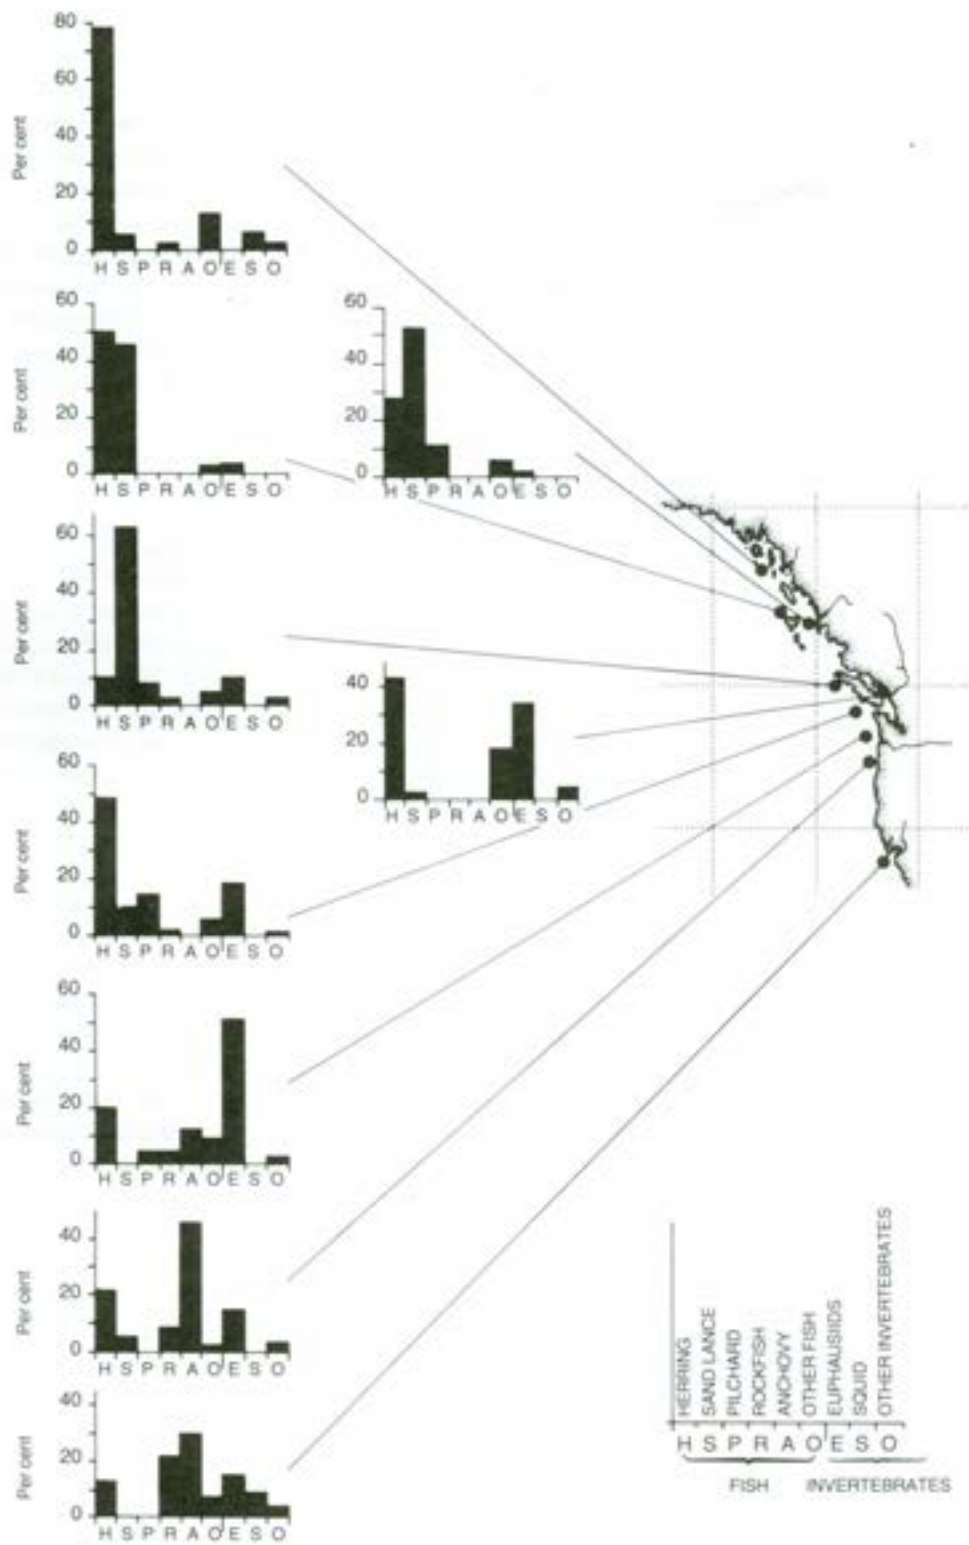 80
60
Per cent
40
20
0
H S P R A O E S O
60
Per cent
40
20
0
H S P R A O E S O
60
40
20
0
H S P R A O E S O
60
Per cent
40
20
0
H S P R A O E S O
40
20
0
H S P R A O E S O
60
Per cent
40
20
0
H S P R A O E S O
60
Per cent
40
20
0
H S P R A O E S O
40
Per cent
20
0
H S P R A O E S O
40
Per cent
20
0
H S P R A O E S O
HERRING
SAND LANCE
PILCHARD
ROCKFISH
ANCHOVY
OTHER FISH
EUPHAUSIIDS
SQUID
OTHER INVERTEBRATES
H S P R A O E S O
FISH INVERTEBRATES